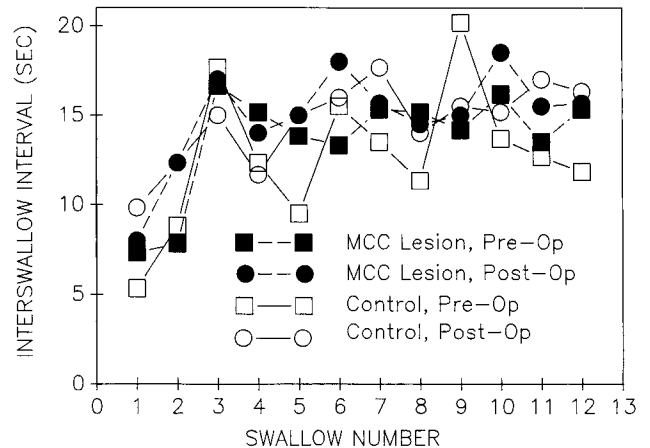 INTERSWALLOW INTERVAL (SEC)
20
15
10
5
0
MCC Lesion, Pre-Op
MCC Lesion, Post-Op
Control, Pre-Op
Control, Post-Op
0 1 2 3 4 5 6 7 8 9 10 11 12 13
SWALLOW NUMBER